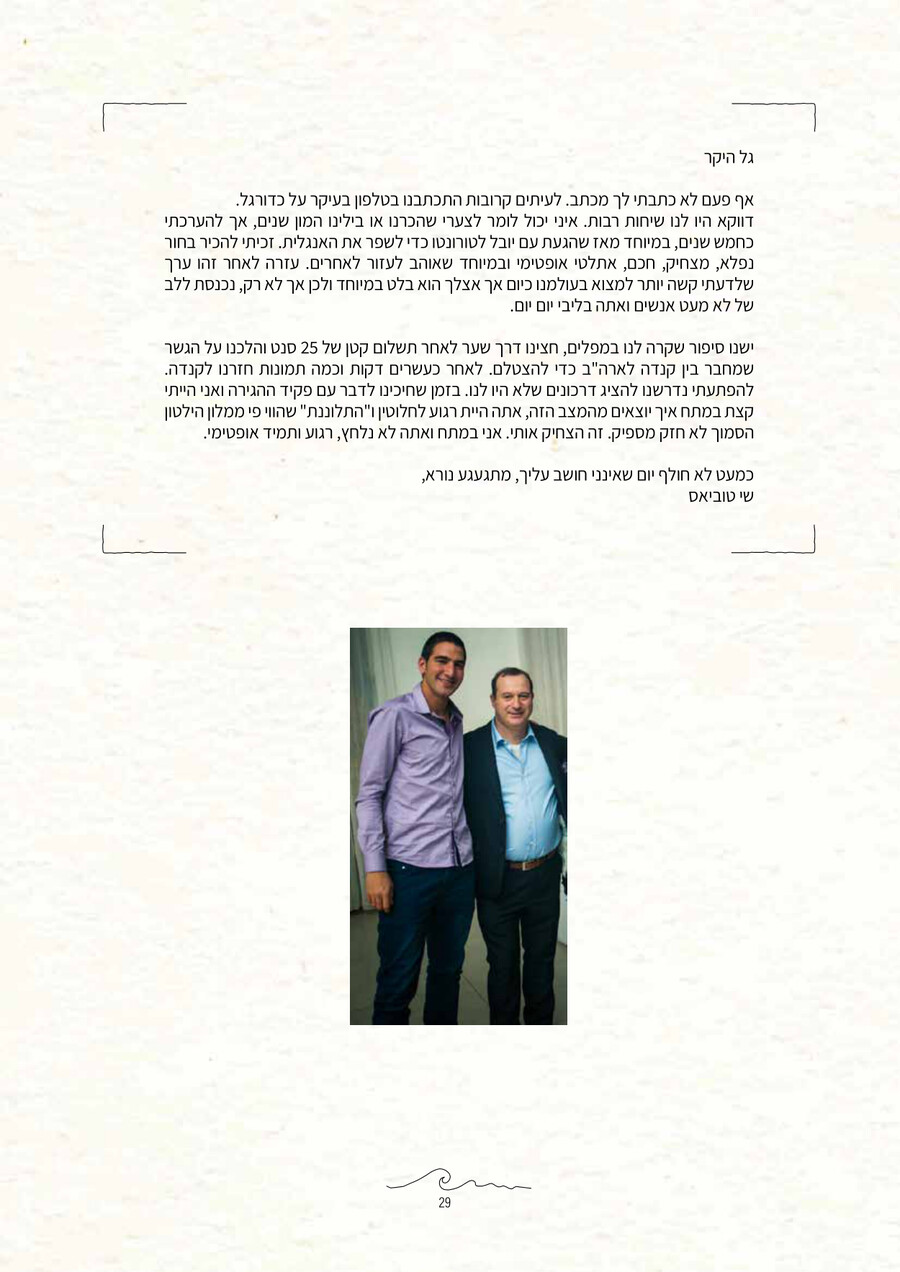 גל היקר
אף פעם לא כתבתי לך מכתב. לעיתים קרובות התכתבנו בטלפון בעיקר על כדורגל.
דווקא היו לנו שיחות רבות. איני יכול לומר לצערי שהכרנו או בילינו המון שנים, אך להערכתי
כחמש שנים, במיוחד מאז שהגעת עם יובל לטורונטו כדי לשפר את האנגלית. זכיתי להכיר בחור
נפלא, מצחיק, חכם, אתלטי אופטימי ובמיוחד שאוהב לעזור לאחרים. עזרה לאחר זהו ערך
שלדעתי קשה יותר למצוא בעולמנו כיום אך אצלך הוא בלט במיוחד ולכן אך לא רק, נכנסת ללב
של לא מעט אנשים ואתה בליבי יום יום.
ישנו סיפור שקרה לנו במפלים, חצינו דרך שער לאחר תשלום קטן של 25 סנט והלכנו על הגשר
שמחבר בין קנדה לארה"ב כדי להצטלם. לאחר כעשרים דקות וכמה תמונות חזרנו לקנדה.
להפתעתי נדרשנו להציג דרכונים שלא היו לנו. בזמן שחיכינו לדבר עם פקיד ההגירה ואני הייתי
קצת במתח איך יוצאים מהמצב הזה, אתה היית רגוע לחלוטין ו"התלוננת" שהווי פי ממלון הילטון
הסמוך לא חזק מספיק. זה הצחיק אותי. אני במתח ואתה לא נלחץ, רגוע ותמיד אופטימי.
כמעט לא חולף יום שאינני חושב עליך, מתגעגע נורא,
שי טוביאס
29